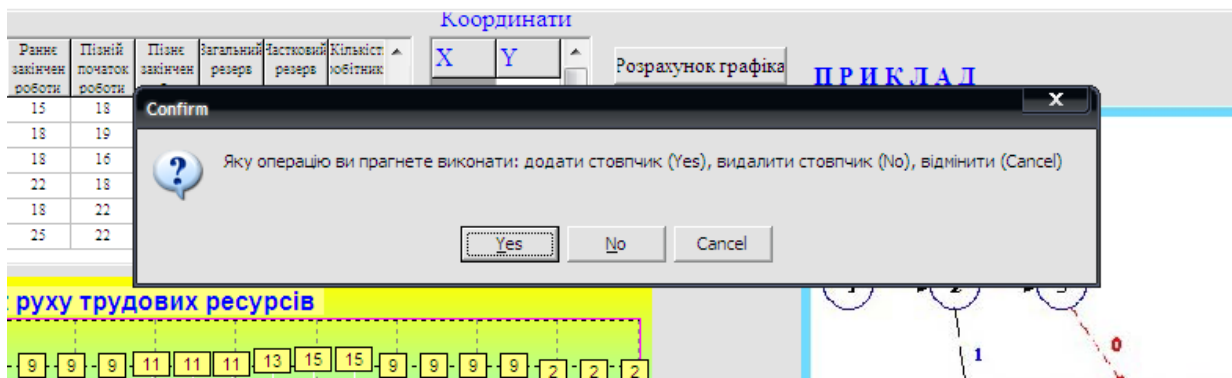 Координати
Раннє закінчен роботи
Пізній початок роботи
Пізнє закінчен
Загальний резерв
Частковий резерв
Кількіст робітник
X Y
Розрахунок графіка
ПРИКЛАД
15 18
18 19
18 16
22 18
18 22
25 22
Confirm
x
?
Яку операцію ви прагнете виконати: додати стовпчик (Yes), видалити стовпчик (No), відмінити (Cancel)
Yes No Cancel
руху трудових ресурсів
9 9 9 11 11 11 13 15 15 9 9 9 9 2 2 2
2
1
0